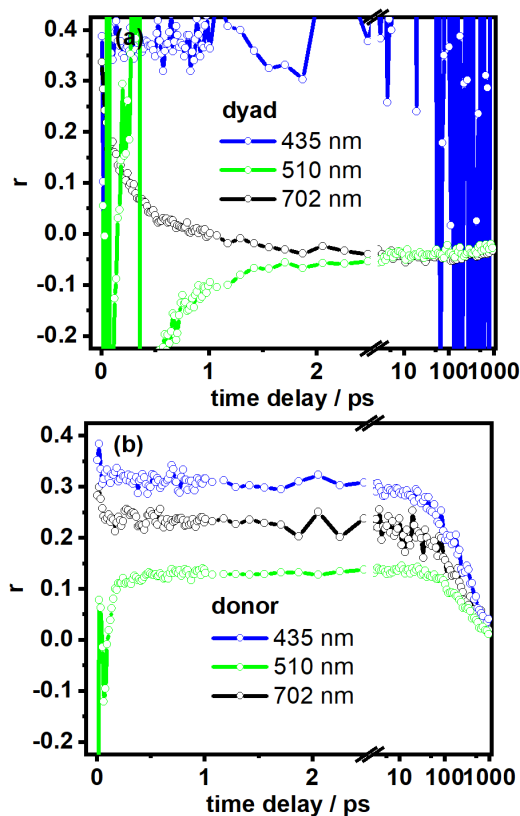 0.4
(a)
0.3
0.2
dyad
435 nm
510 nm
702 nm
r
0.1
0.0
-0.1
-0.2
0 1 2 10 100 1000
time delay / ps
0.4
(b)
0.3
0.2
r
0.1
donor
0.0
435 nm
510 nm
-0.1
702 nm
-0.2
0 1 2 10 100 1000
time delay / ps